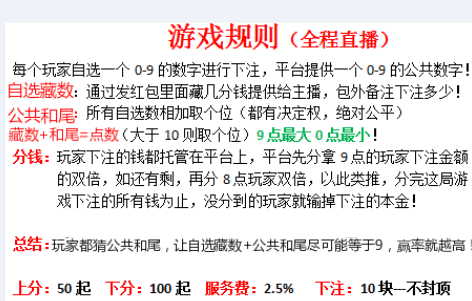 游戏规则（全程直播）
每个玩家自选一个 0-9 的数字进行下注，平台提供一个 0-9 的公共数字！
自选藏数：通过发红包里面藏几分钱提供给主播，包外备注下注多少！
公共和尾：所有自选数相加取个位（都有决定权，绝对公平）
藏数+和尾=点数（大于 10 则取个位）9 点最大 0 点最小！
分钱：玩家下注的钱都托管在平台上，平台先分拿 9 点的玩家下注金额
的双倍，如还有剩，再分 8 点玩家双倍，以此类推，分完这局游
戏下注的所有钱为止，没分到的玩家就输掉下注的本金！
总结：玩家都猜公共和尾，让自选藏数+公共和尾尽可能等于9，赢率就越高！
上分：50 起 下分：100 起 服务费：2.5% 下注：10 块---不封顶